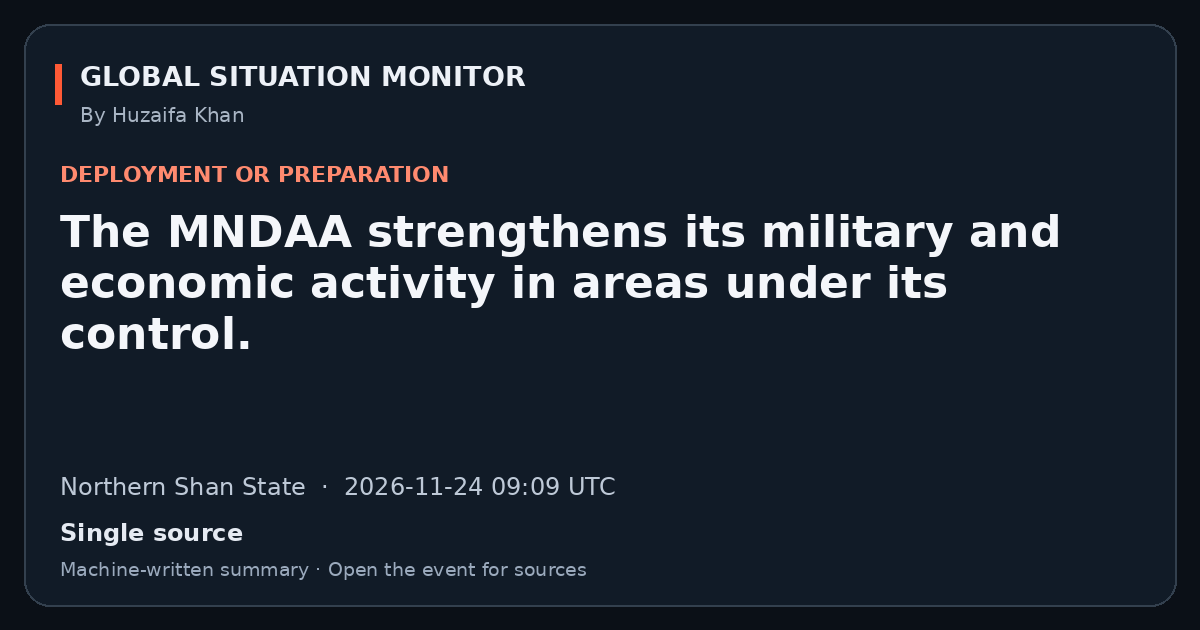 GLOBAL SITUATION MONITOR
By Huzaifa Khan
DEPLOYMENT OR PREPARATION
The MNDAA strengthens its military and
economic activity in areas under its
control.
Northern Shan State · 2026-11-24 09:09 UTC
Single source
Machine-written summary · Open the event for sources